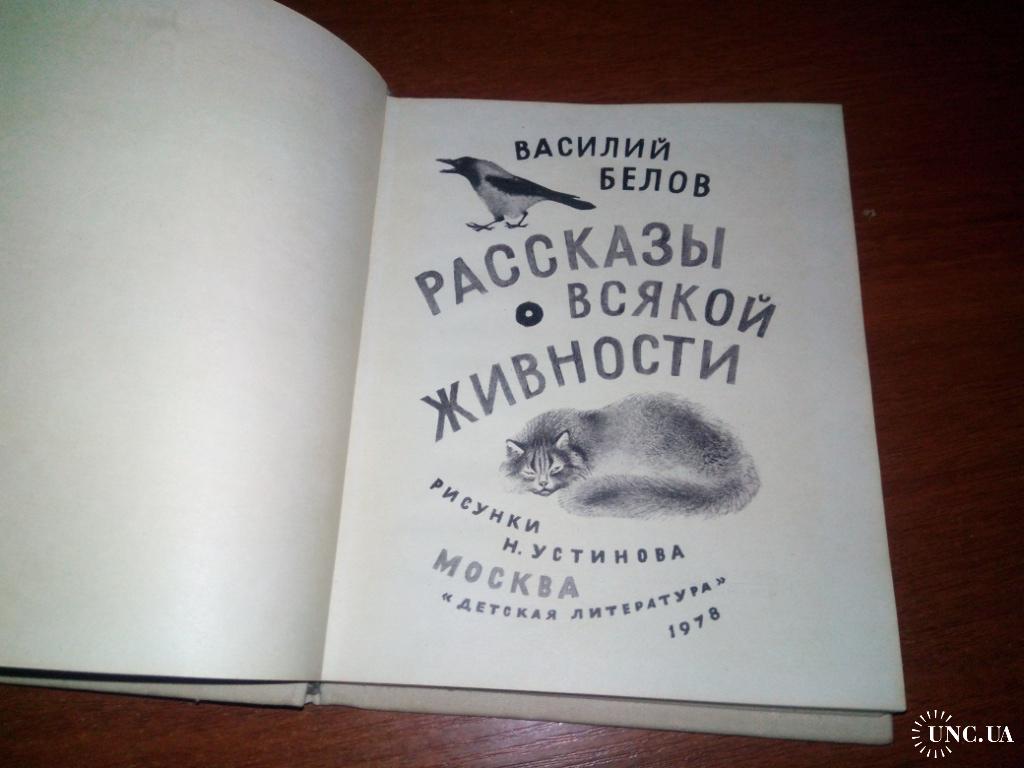 ВАСИЛИЙ
БЕЛОВ
РАССКАЗЫ
О ВСЯКОЙ
ЖИВНОСТИ
РИСУНКИ
Н. УСТИНОВА
МОСКВА
«ДЕТСКАЯ ЛИТЕРАТУРА»
1978
UNC.UA